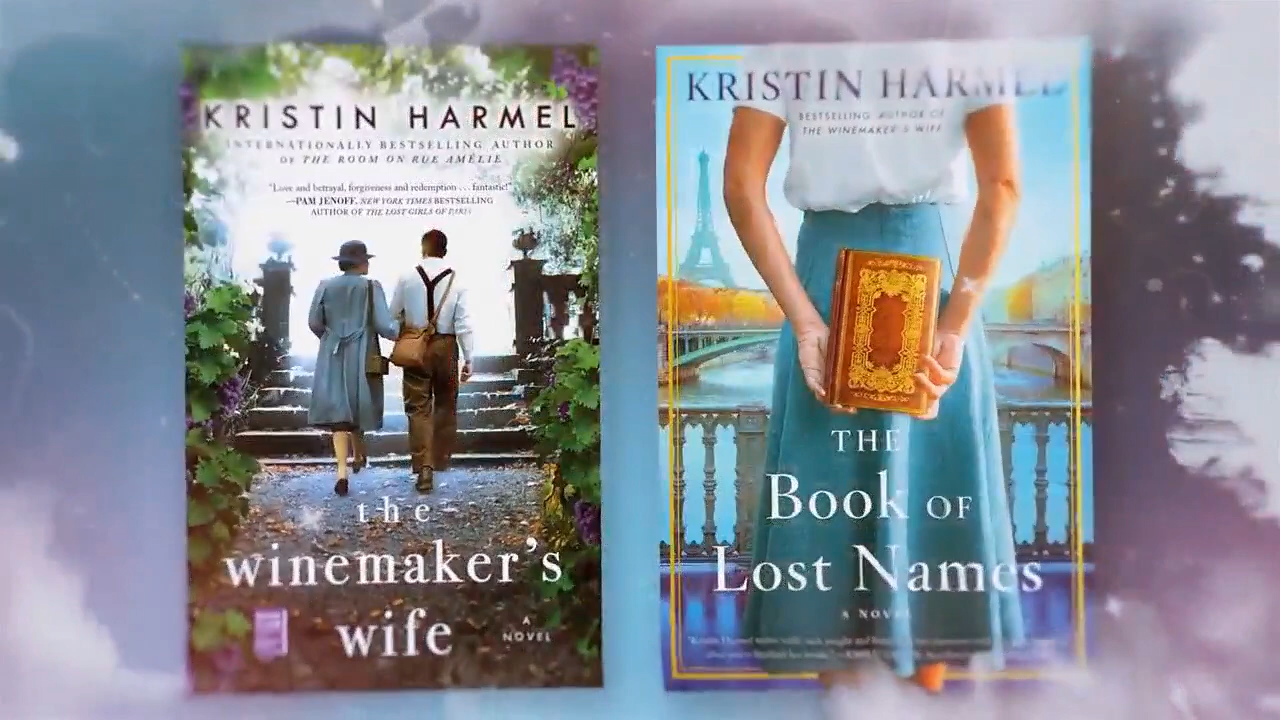 KRISTIN HARMEL
INTERNATIONALLY BESTSELLING AUTHOR
OF THE ROOM ON RUE AMÉLIE
"Love and betrayal, forgiveness and redemption . . . fantastic!"
—PAM JENOFF, NEW YORK TIMES BESTSELLING
AUTHOR OF THE LOST GIRLS OF PARIS
the
winemaker's
wife
A
NOVEL
KRISTIN HARMEL
BESTSELLING AUTHOR OF
THE WINEMAKER'S WIFE
THE
Book OF
Lost Names
A NOVEL